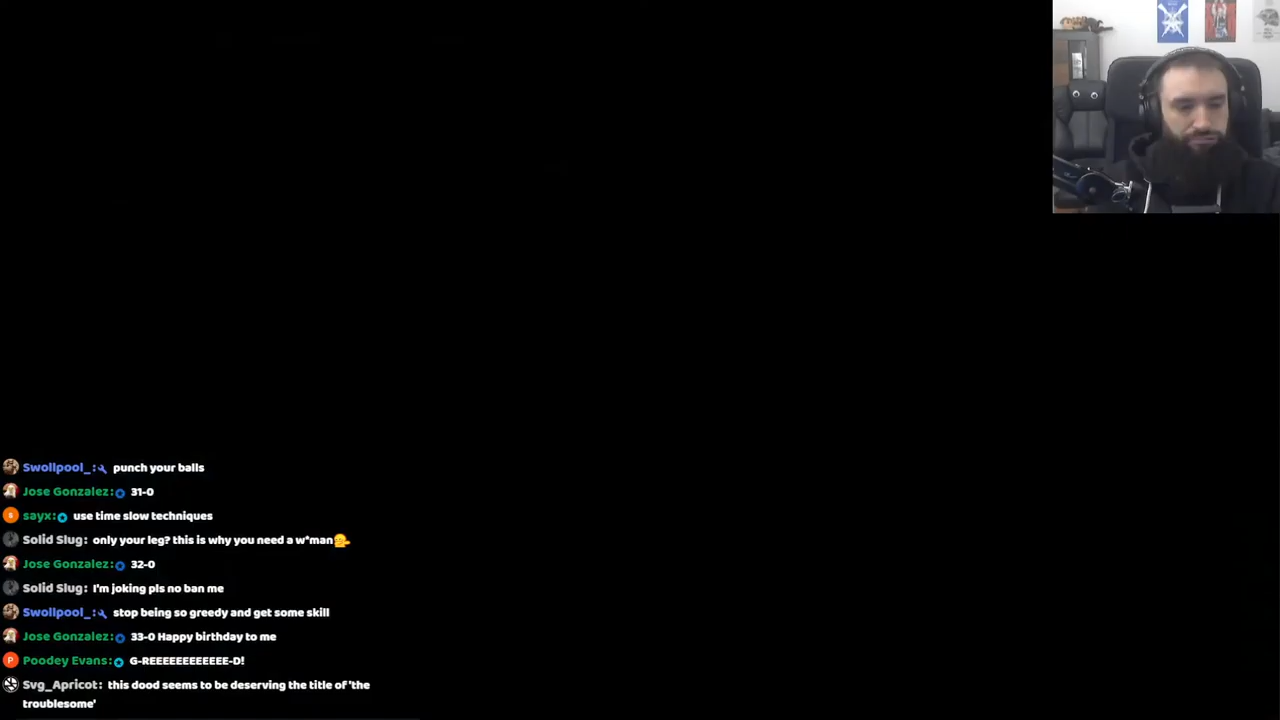 Swollpool_: punch your balls
Jose Gonzalez: 31-0
sayx: use time slow techniques
Solid Slug: only your leg? this is why you need a w*man
Jose Gonzalez: 32-0
Solid Slug: I'm joking pls no ban me
Swollpool_: stop being so greedy and get some skill
Jose Gonzalez: 33-0 Happy birthday to me
Poodey Evans: G-REEEEEEEEEEE-D!
Svg_Apricot: this dood seems to be deserving the title of 'the
troublesome'